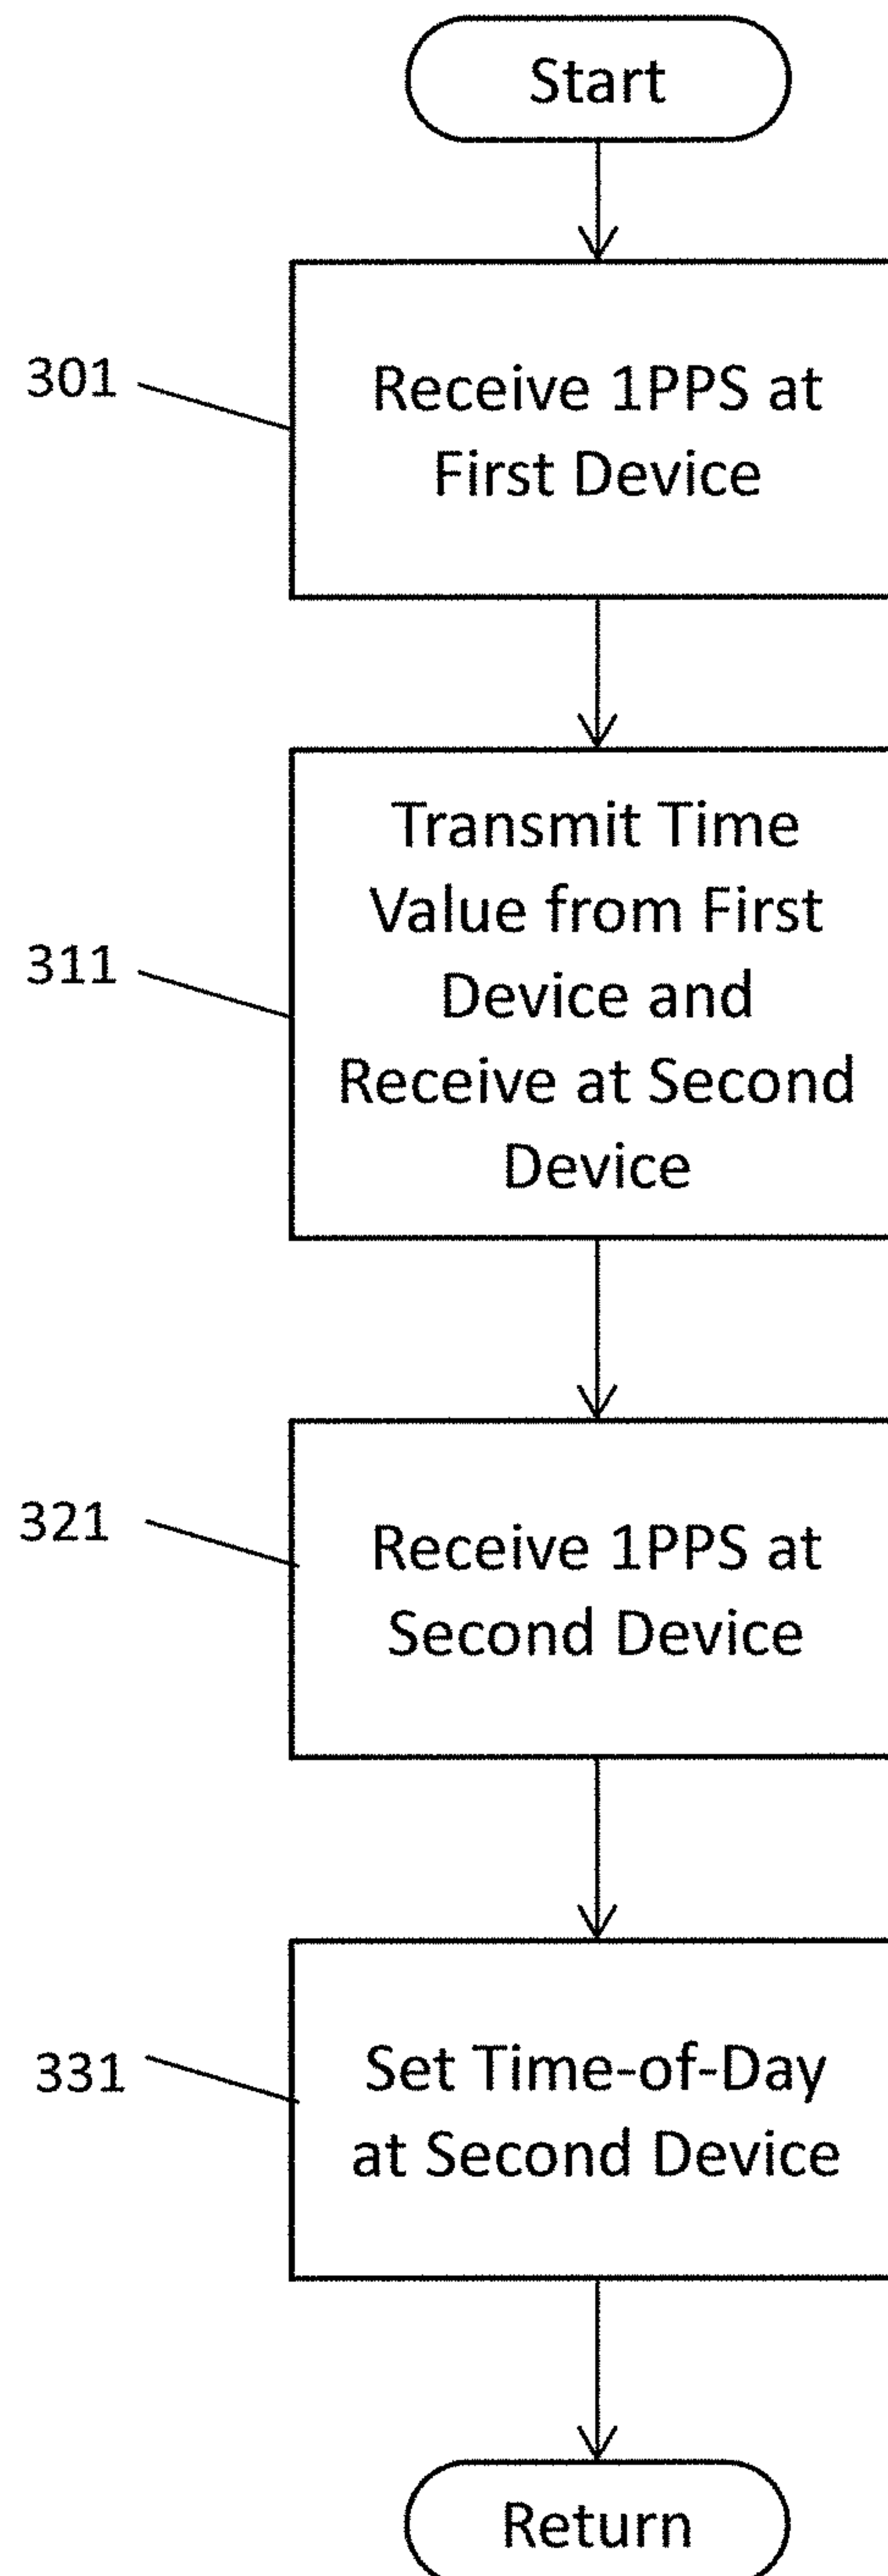 Start
301
Receive 1PPS at
First Device
311
Transmit Time
Value from First
Device and
Receive at Second
Device
321
Receive 1PPS at
Second Device
331
Set Time-of-Day
at Second Device
Return